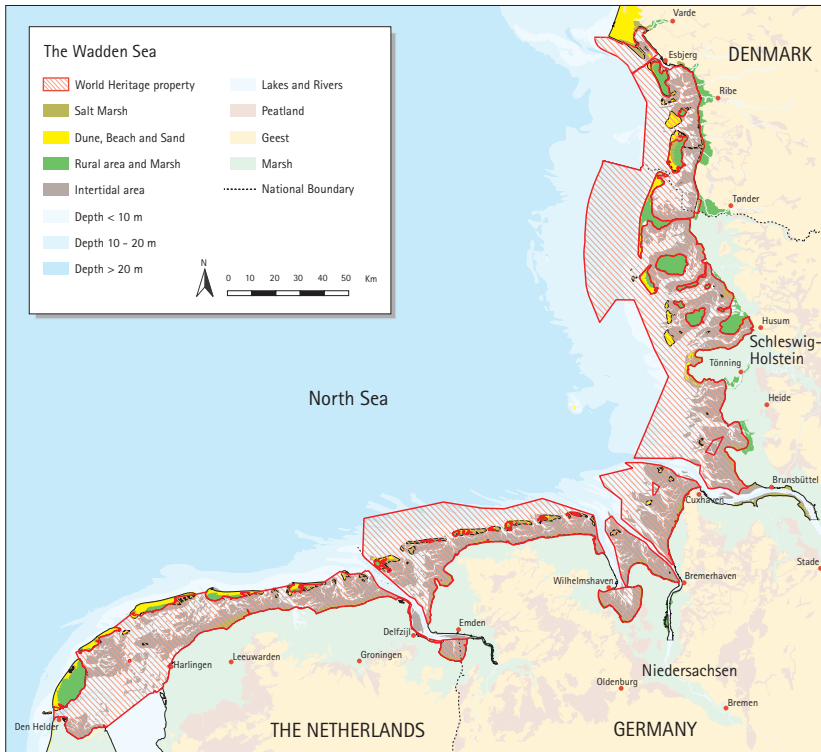 The Wadden Sea
World Heritage property
Salt Marsh
Dune, Beach and Sand
Rural area and Marsh
Intertidal area
Depth < 10 m
Depth 10 - 20 m
Depth > 20 m
Lakes and Rivers
Peatland
Geest
Marsh
National Boundary
N
0 10 20 30 40 50 Km
Varde
Esbjerg
DENMARK
Ribe
Tønder
Husum
Schleswig-
Holstein
Tönning
Heide
North Sea
Brunsbüttel
Cuxhaven
Stade
Wilhelmshaven
Bremerhaven
Emden
Delfzijl
Leeuwarden
Groningen
Harlingen
Niedersachsen
Oldenburg
Bremen
Den Helder
THE NETHERLANDS
GERMANY